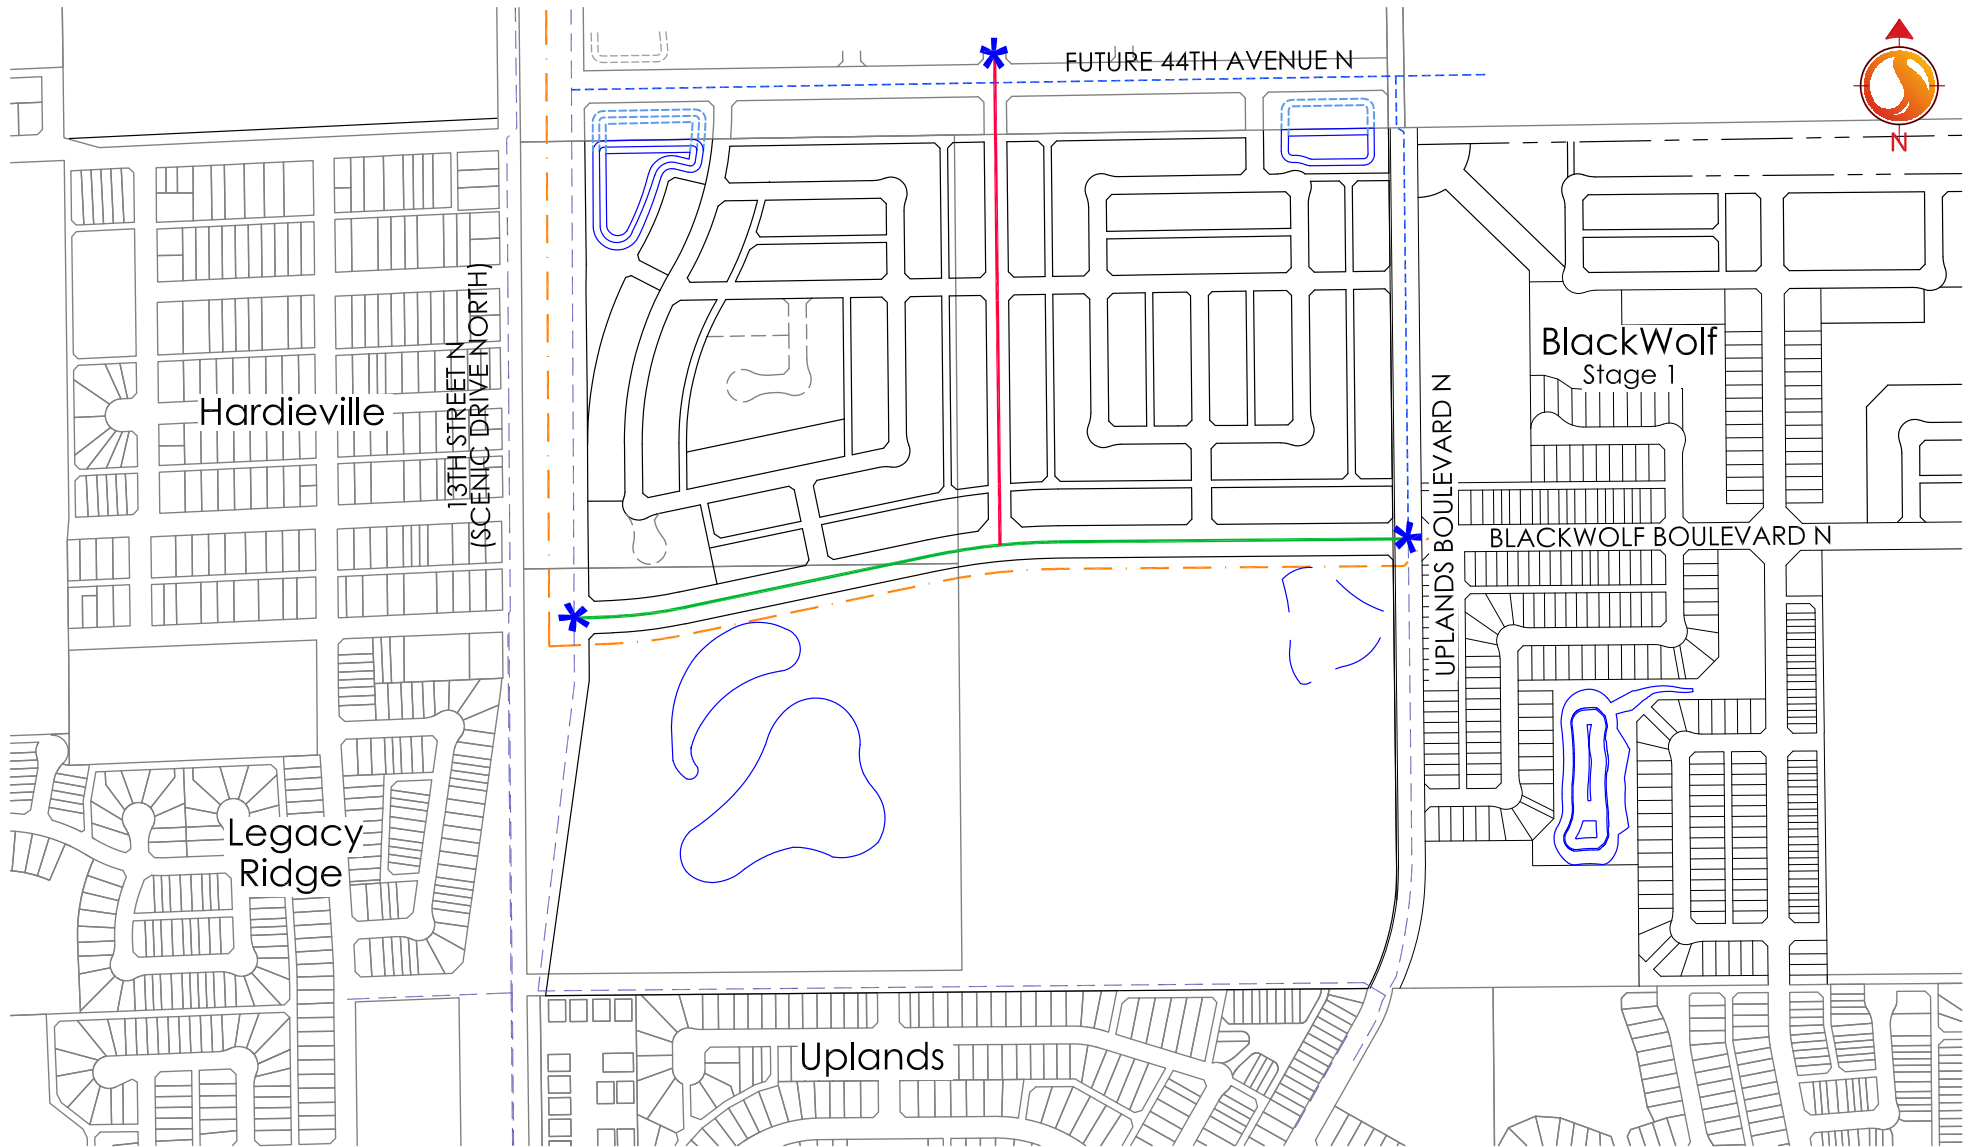 FUTURE 44TH AVENUE N
N
BlackWolf
Stage 1
Hardieville
13TH STREET N
(SCENIC DRIVE NORTH)
UPLANDS BOULEVARD N
BLACKWOLF BOULEVARD N
Legacy
Ridge
Uplands